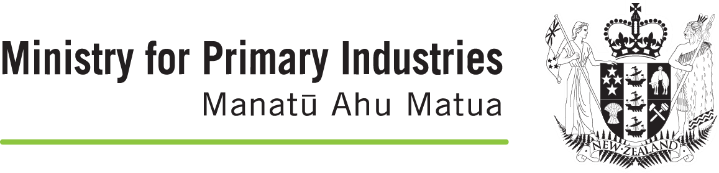 Ministry for Primary Industries
Manatū Ahu Matua
NEW ZEALAND